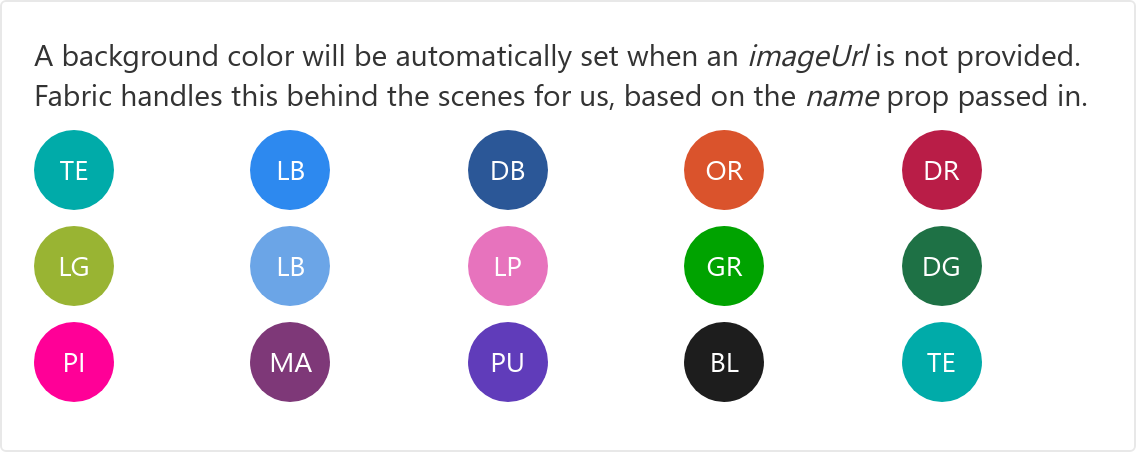 A background color will be automatically set when an imageUrl is not provided.
Fabric handles this behind the scenes for us, based on the name prop passed in.
TE LB DB OR DR
LG LB LP GR DG
PI MA PU BL TE